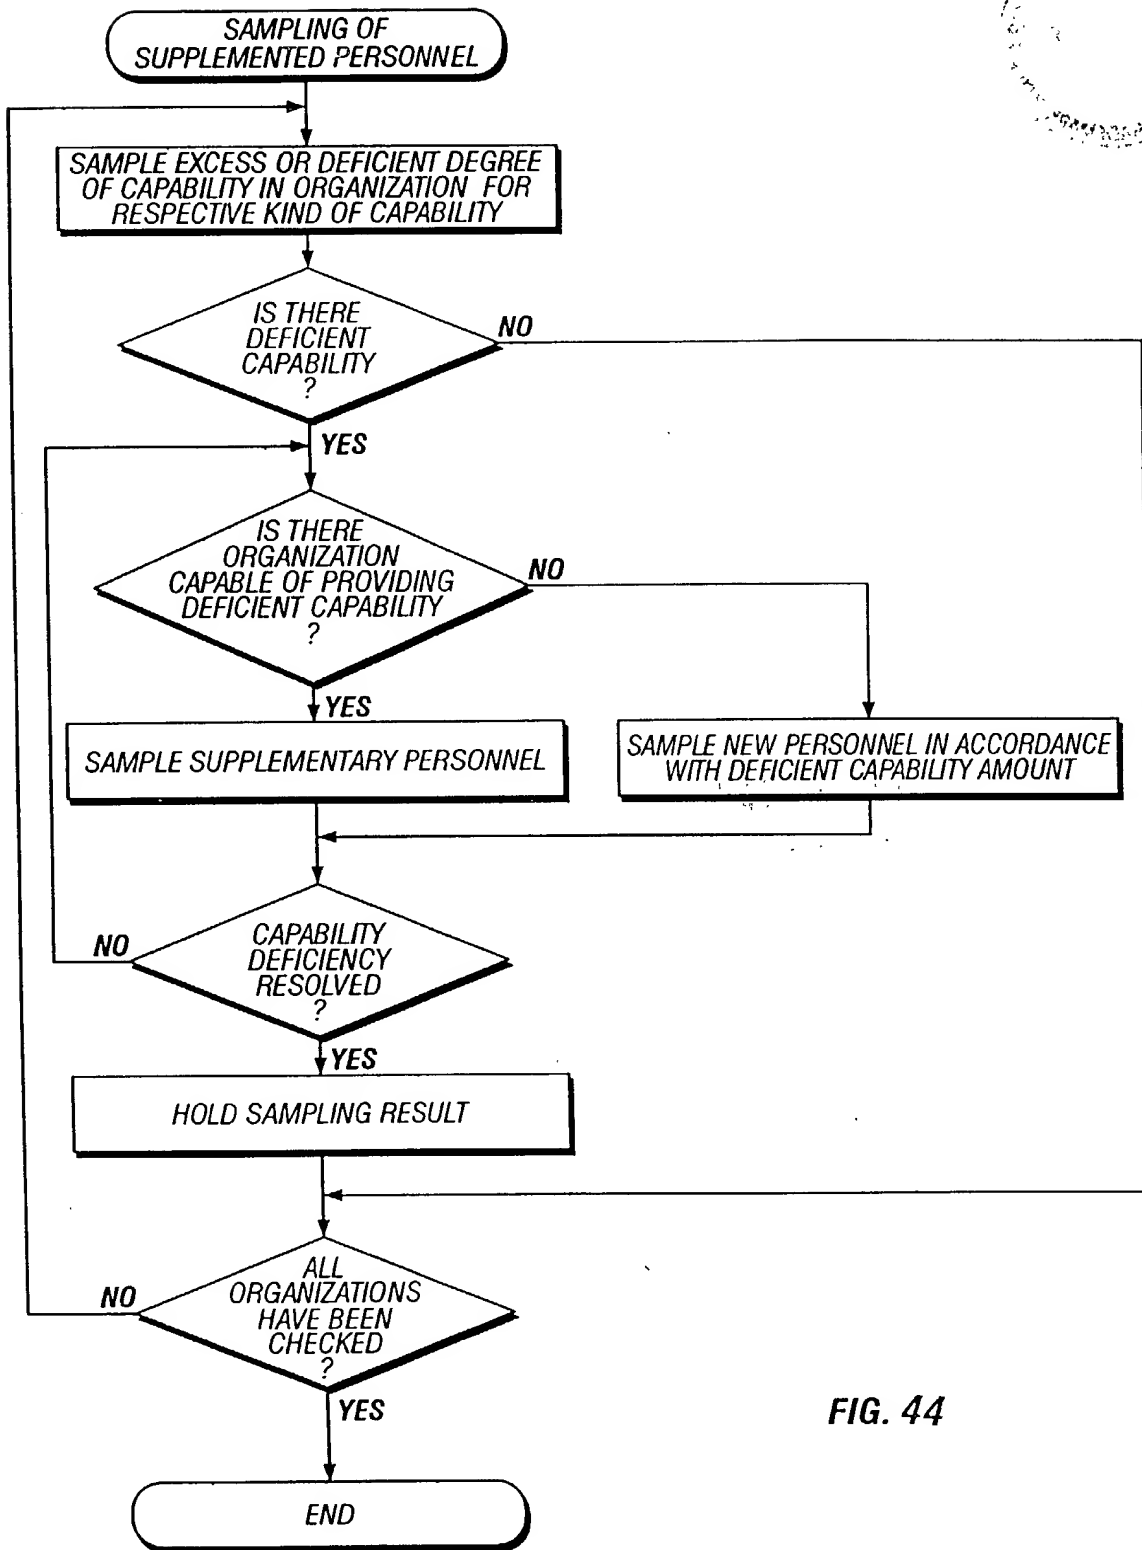 SAMPLING OF
SUPPLEMENTED PERSONNEL
SAMPLE EXCESS OR DEFICIENT DEGREE
OF CAPABILITY IN ORGANIZATION FOR
RESPECTIVE KIND OF CAPABILITY
IS THERE
DEFICIENT
CAPABILITY
?
NO
YES
IS THERE
ORGANIZATION
CAPABLE OF PROVIDING
DEFICIENT CAPABILITY
?
NO
YES
SAMPLE SUPPLEMENTARY PERSONNEL
SAMPLE NEW PERSONNEL IN ACCORDANCE
WITH DEFICIENT CAPABILITY AMOUNT
CAPABILITY
DEFICIENCY
RESOLVED
?
NO
YES
HOLD SAMPLING RESULT
ALL
ORGANIZATIONS
HAVE BEEN
CHECKED
?
NO
YES
END
FIG. 44